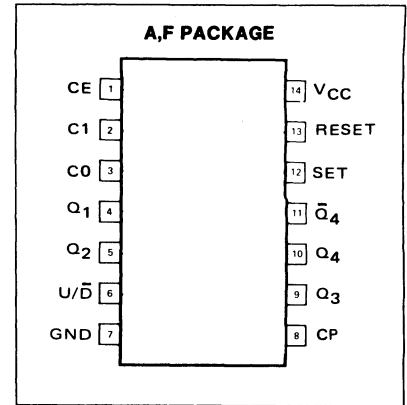 A,F PACKAGE
CE 1
C1 2
C0 3
Q1 4
Q2 5
U/D̄ 6
GND 7
14 VCC
13 RESET
12 SET
11 Q̄4
10 Q4
9 Q3
8 CP